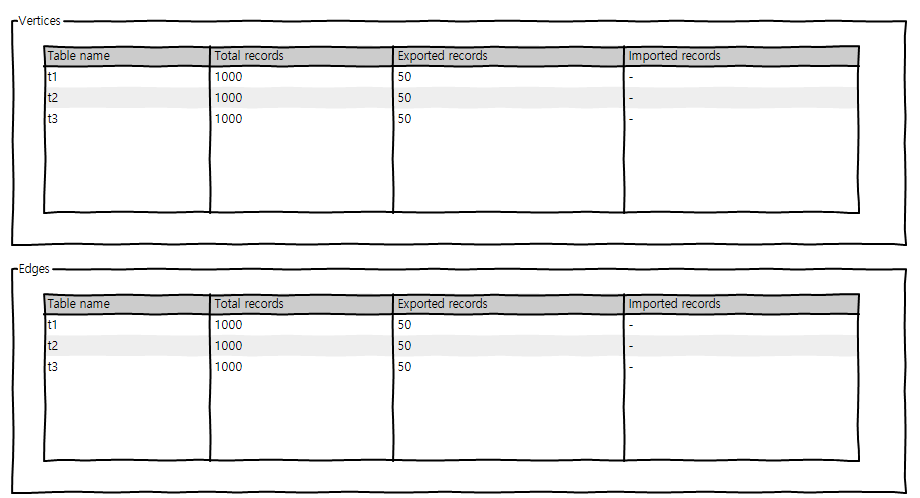 Vertices
Table name Total records Exported records Imported records
t1 1000 50 -
t2 1000 50 -
t3 1000 50 -
Edges
Table name Total records Exported records Imported records
t1 1000 50 -
t2 1000 50 -
t3 1000 50 -